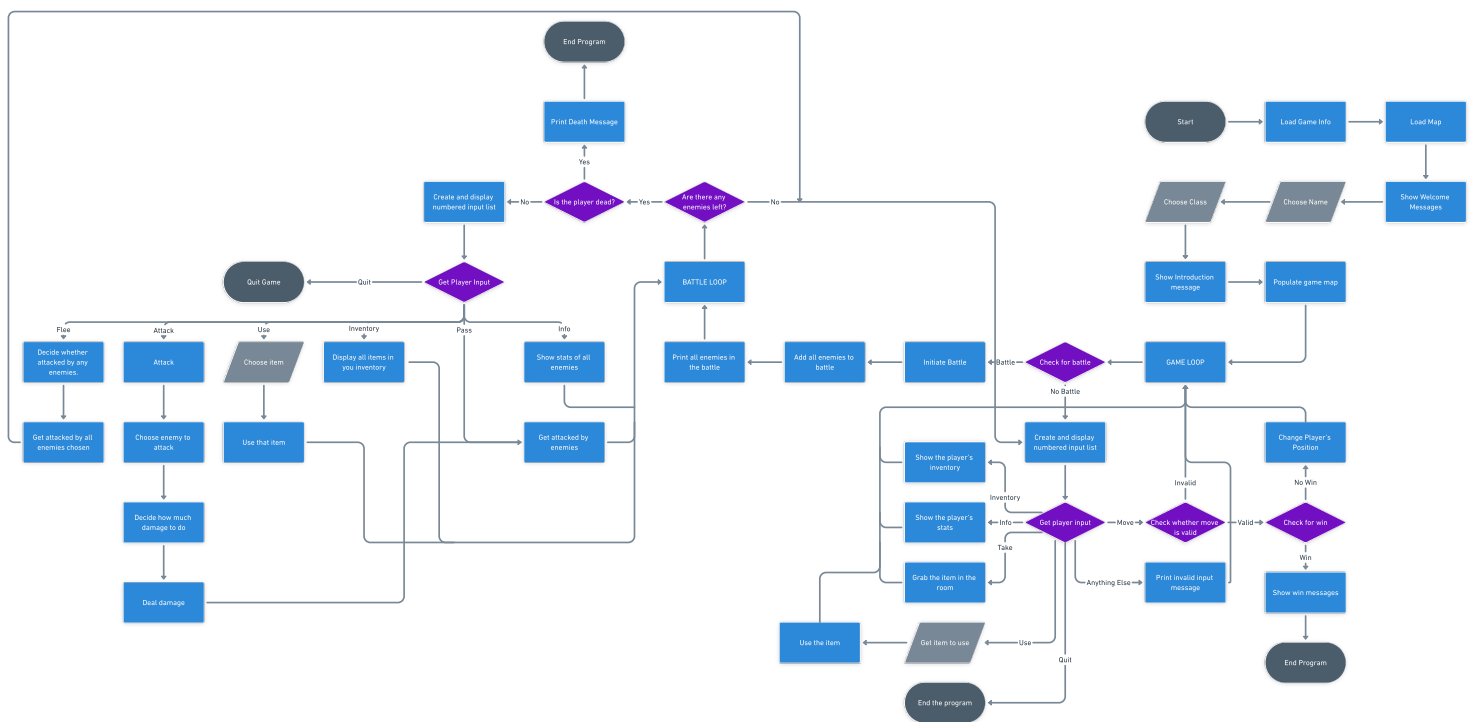 End Program
Print Death Message
Start
Load Game Info
Load Map
Yes
Create and display
numbered input list
No
Is the player dead?
Yes
Are there any
enemies left?
No
Choose Class
Choose Name
Show Welcome
Messages
Quit Game
Quit
Get Player Input
BATTLE LOOP
Show Introduction
message
Populate game map
Flee
Attack
Use
Inventory
Pass
Info
Decide whether
attacked by any
enemies.
Attack
Choose item
Display all items in
you inventory
Show stats of all
enemies
Print all enemies in
the battle
Add all enemies to
battle
Initiate Battle
Battle
Check for battle
GAME LOOP
No Battle
Get attacked by all
enemies chosen
Choose enemy to
attack
Use that item
Get attacked by
enemies
Create and display
numbered input list
Change Player's
Position
Show the player's
inventory
Inventory
Invalid
No Win
Decide how much
damage to do
Show the player's
stats
Info
Get player input
Move
Check whether move
is valid
Valid
Check for win
Take
Win
Grab the item in the
room
Anything Else
Print invalid input
message
Deal damage
Show win messages
Use the item
Get item to use
Use
Quit
End Program
End the program